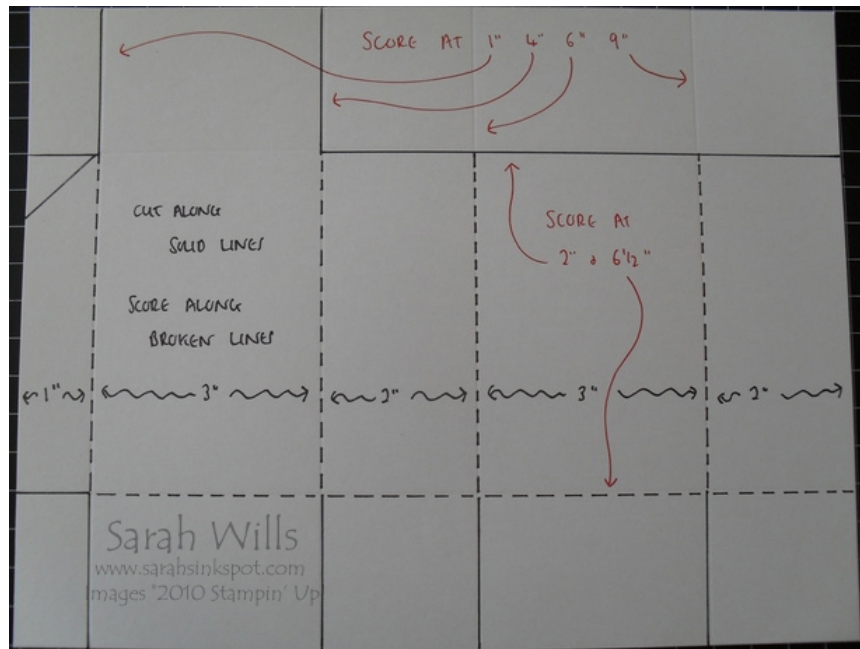 SCORE AT 1" 4" 6" 9"
CUT ALONG
SOLID LINES
SCORE AT
2" & 6 1/2"
SCORE ALONG
BROKEN LINES
1" 3" 2" 3" 2"
Sarah Wills
www.sarahsinkspot.com
Images °2010 Stampin' Up!